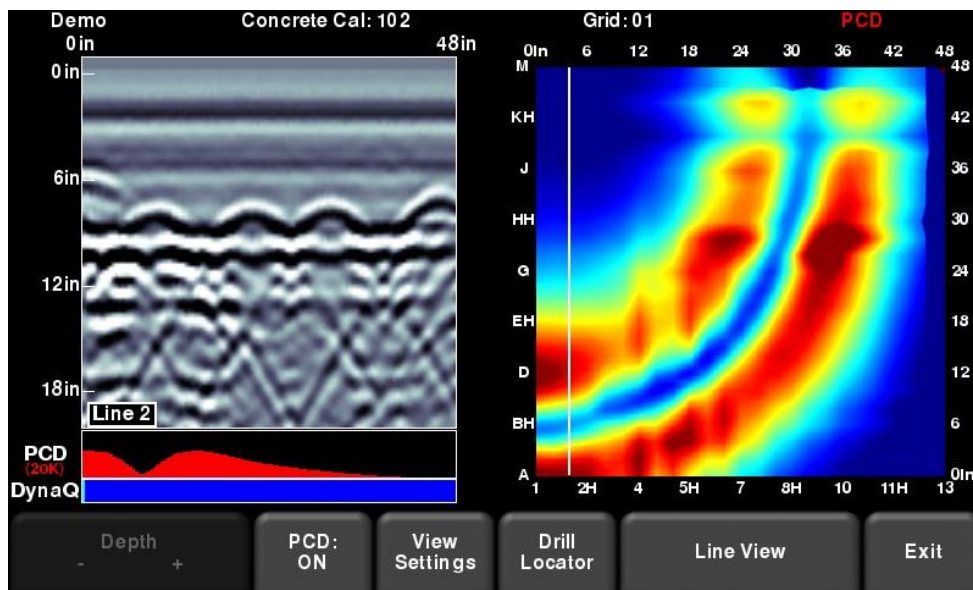 Demo Concrete Cal: 102 Grid: 01 PCD
0in 48in
0in
6in
12in
18in
Line 2
PCD
(20K)
DynaQ
0In 6 12 18 24 30 36 42 48
M 48
KH 42
J 36
HH 30
G 24
EH 18
D 12
BH 6
A 0In
1 2H 4 5H 7 8H 10 11H 13
Depth
- +
PCD:
ON
View
Settings
Drill
Locator
Line View
Exit